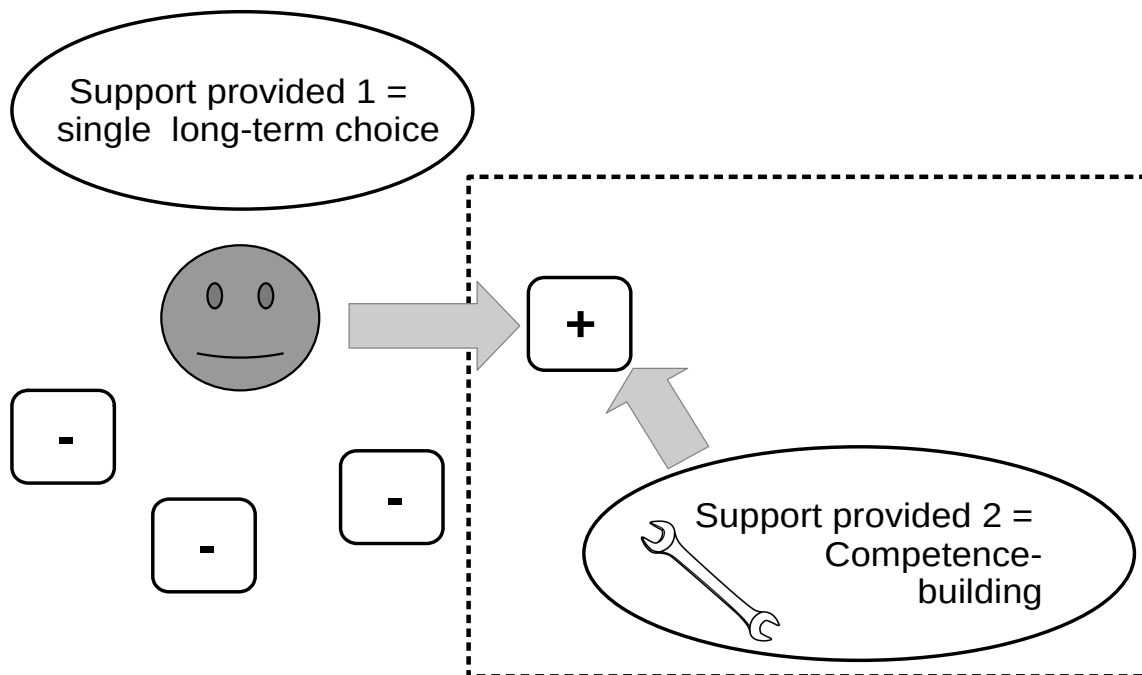 Support provided 1 =
single  long-term choice
+
-
-
-
Support provided 2 =
Competence-
building